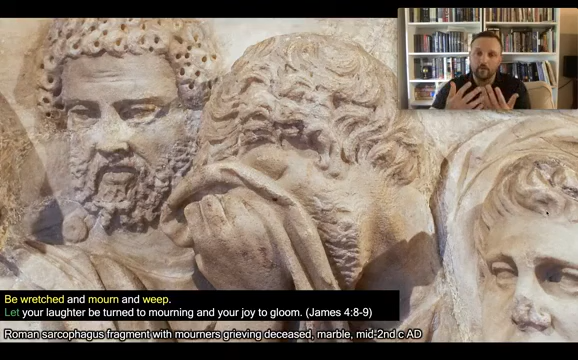 Be wretched and mourn and weep.
Let your laughter be turned to mourning and your joy to gloom. (James 4:8-9)
Roman sarcophagus fragment with mourners grieving deceased, marble, mid-2nd c AD